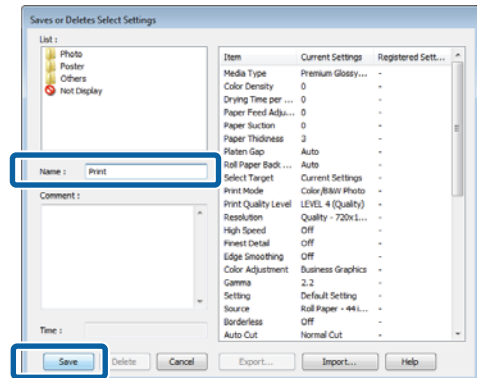 Saves or Deletes Select Settings
List :
Photo
Poster
Others
Not Display
Name : Print
Comment :
Time :
Item Current Settings Registered Sett...
Media Type Premium Glossy... -
Color Density 0 -
Drying Time per ... 0 -
Paper Feed Adju... 0 -
Paper Suction 0 -
Paper Thickness 3 -
Platen Gap Auto -
Roll Paper Back ... Auto -
Select Target Current Settings -
Print Mode Color/B&W Photo -
Print Quality Level LEVEL 4 (Quality) -
Resolution Quality - 720x1... -
High Speed Off -
Finest Detail Off -
Edge Smoothing Off -
Color Adjustment Business Graphics -
Gamma 2.2 -
Setting Default Setting -
Source Roll Paper - 44 i... -
Borderless Off -
Auto Cut Normal Cut -
Save Delete Cancel Export... Import... Help